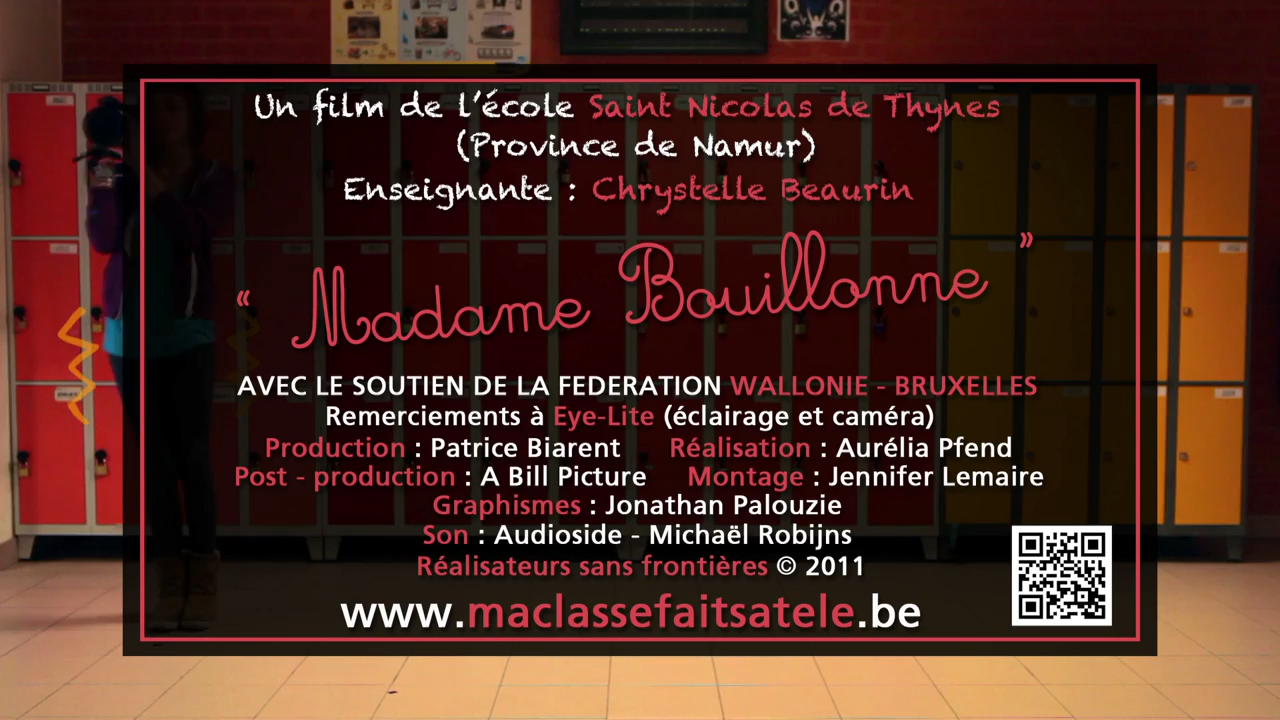 Un film de l'école Saint Nicolas de Thynes
(Province de Namur)
Enseignante : Chrystelle Beaurin
“ Madame Bouillonne ”
AVEC LE SOUTIEN DE LA FEDERATION WALLONIE - BRUXELLES
Remerciements à Eye-Lite (éclairage et caméra)
Production : Patrice Biarent Réalisation : Aurélia Pfend
Post - production : A Bill Picture Montage : Jennifer Lemaire
Graphismes : Jonathan Palouzie
Son : Audioside - Michaël Robijns
Réalisateurs sans frontières © 2011
www.maclassefaitsatele.be